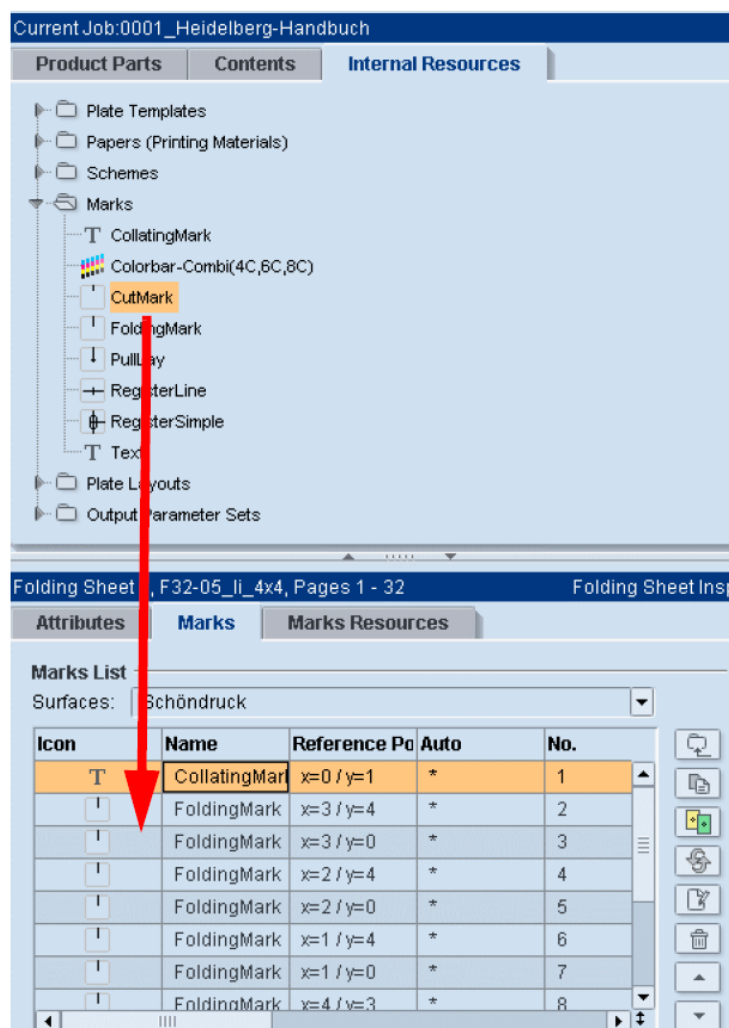 Current Job:0001_Heidelberg-Handbuch
Product Parts Contents Internal Resources
Plate Templates
Papers (Printing Materials)
Schemes
Marks
T CollatingMark
Colorbar-Combi(4C,6C,8C)
CutMark
FoldingMark
PullLay
RegisterLine
RegisterSimple
T Text
Plate Layouts
Output Parameter Sets
Folding Sheet , F32-05_li_4x4, Pages 1 - 32 Folding Sheet Insp
Attributes Marks Marks Resources
Marks List
Surfaces: Schöndruck
Icon Name Reference Po Auto No.
T CollatingMark x=0 / y=1 * 1
FoldingMark x=3 / y=4 * 2
FoldingMark x=3 / y=0 * 3
FoldingMark x=2 / y=4 * 4
FoldingMark x=2 / y=0 * 5
FoldingMark x=1 / y=4 * 6
FoldingMark x=1 / y=0 * 7
FoldingMark x=4 / y=3 * 8